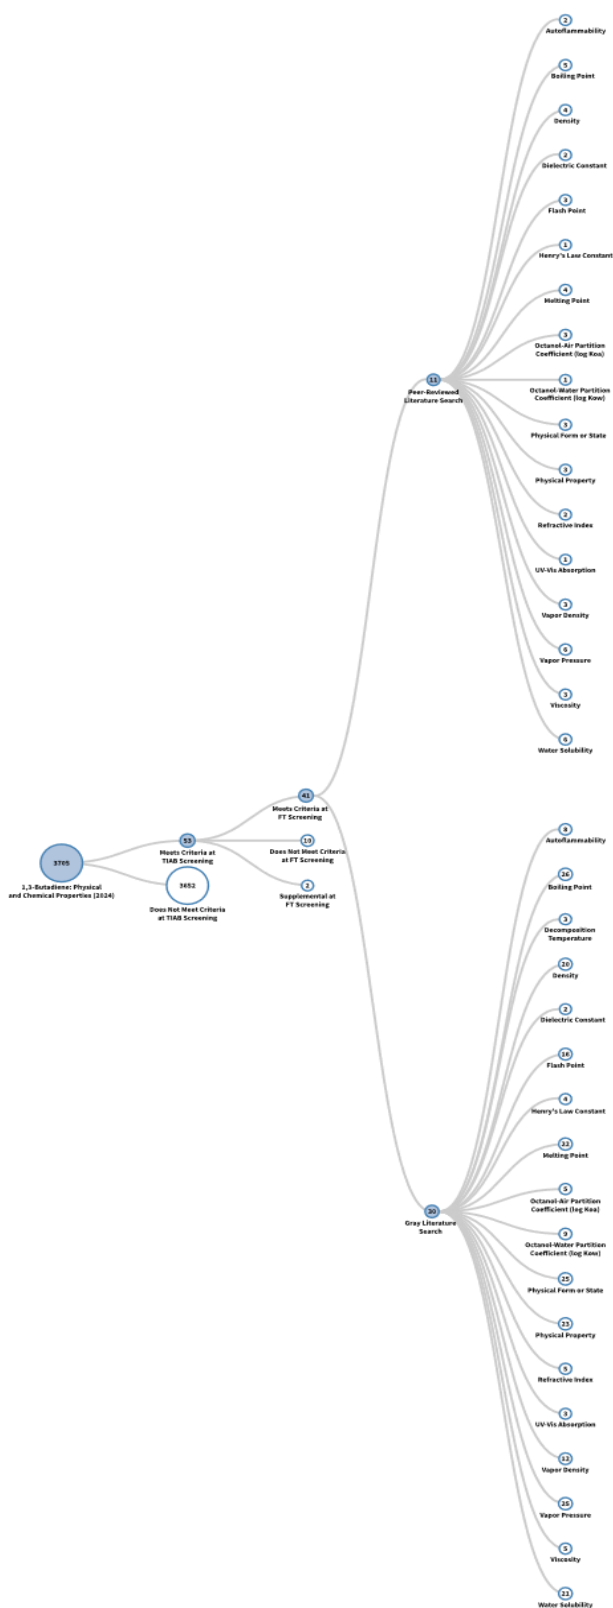 2
Autoflammability
5
Boiling Point
4
Density
2
Dielectric Constant
3
Flash Point
1
Henry's Law Constant
4
Melting Point
3
Octanol-Air Partition
Coefficient (log Koa)
11
Peer-Reviewed
Literature Search
1
Octanol-Water Partition
Coefficient (log Kow)
3
Physical Form or State
3
Physical Property
2
Refractive Index
1
UV-Vis Absorption
3
Vapor Density
6
Vapor Pressure
3
Viscosity
6
Water Solubility
3705
1,3-Butadiene: Physical
and Chemical Properties (2024)
53
Meets Criteria at
TIAB Screening
3652
Does Not Meet Criteria
at TIAB Screening
41
Meets Criteria at
FT Screening
10
Does Not Meet Criteria
at FT Screening
2
Supplemental at
FT Screening
8
Autoflammability
26
Boiling Point
3
Decomposition
Temperature
20
Density
2
Dielectric Constant
16
Flash Point
4
Henry's Law Constant
Melting Point
5
Octanol-Air Partition
Coefficient (log Koa)
30
Gray Literature
Search
9
Octanol-Water Partition
Coefficient (log Kow)
25
Physical Form or State
23
Physical Property
5
Refractive Index
3
UV-Vis Absorption
Vapor Density
Vapor Pressure
5
Viscosity
21
Water Solubility